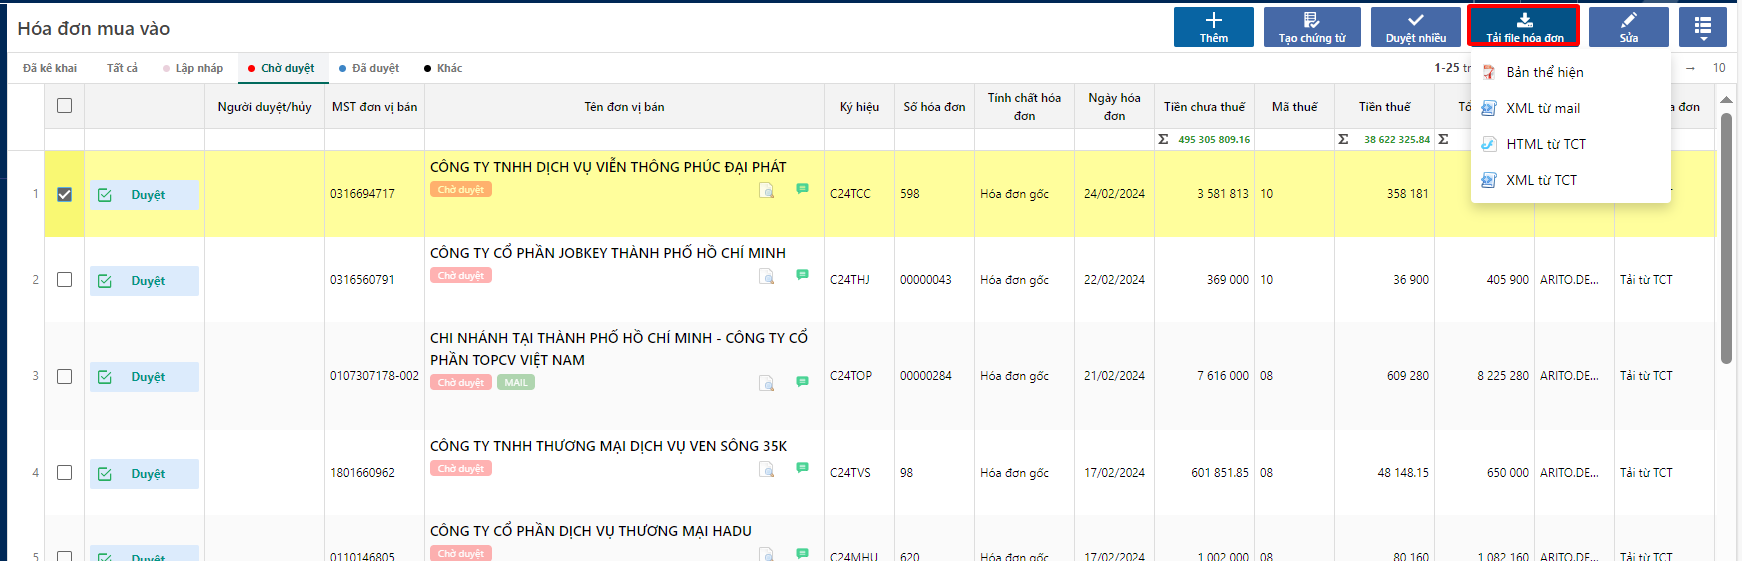 Hóa đơn mua vào
Thêm
Tạo chứng từ
Duyệt nhiều
Tải file hóa đơn
Sửa
Đã kê khai Tất cả Lập nháp Chờ duyệt Đã duyệt Khác
1-25 tr → 10
Bản thể hiện
XML từ mail
HTML từ TCT
XML từ TCT
Người duyệt/hủy MST đơn vị bán Tên đơn vị bán Ký hiệu Số hóa đơn Tính chất hóa đơn Ngày hóa đơn Tiền chưa thuế Mã thuế Tiền thuế Tổ đơn
Σ 495 305 809.16 Σ 38 622 325.84 Σ
CÔNG TY TNHH DỊCH VỤ VIỄN THÔNG PHÚC ĐẠI PHÁT
Chờ duyệt
1 Duyệt 0316694717 C24TCC 598 Hóa đơn gốc 24/02/2024 3 581 813 10 358 181
CÔNG TY CỔ PHẦN JOBKEY THÀNH PHỐ HỒ CHÍ MINH
Chờ duyệt
2 Duyệt 0316560791 C24THJ 00000043 Hóa đơn gốc 22/02/2024 369 000 10 36 900 405 900 ARITO.DE... Tải từ TCT
CHI NHÁNH TẠI THÀNH PHỐ HỒ CHÍ MINH - CÔNG TY CỔ
PHẦN TOPCV VIỆT NAM
Chờ duyệt MAIL
3 Duyệt 0107307178-002 C24TOP 00000284 Hóa đơn gốc 21/02/2024 7 616 000 08 609 280 8 225 280 ARITO.DE... Tải từ TCT
CÔNG TY TNHH THƯƠNG MẠI DỊCH VỤ VEN SÔNG 35K
Chờ duyệt
4 Duyệt 1801660962 C24TVS 98 Hóa đơn gốc 17/02/2024 601 851.85 08 48 148.15 650 000 ARITO.DE... Tải từ TCT
CÔNG TY CỔ PHẦN DỊCH VỤ THƯƠNG MẠI HADU
Chờ duyệt
5 Duyệt 0110146805 C24MHU 620 Hóa đơn gốc 17/02/2024 1 002 000 08 80 160 1 082 160 ARITO.DE... Tải từ TCT